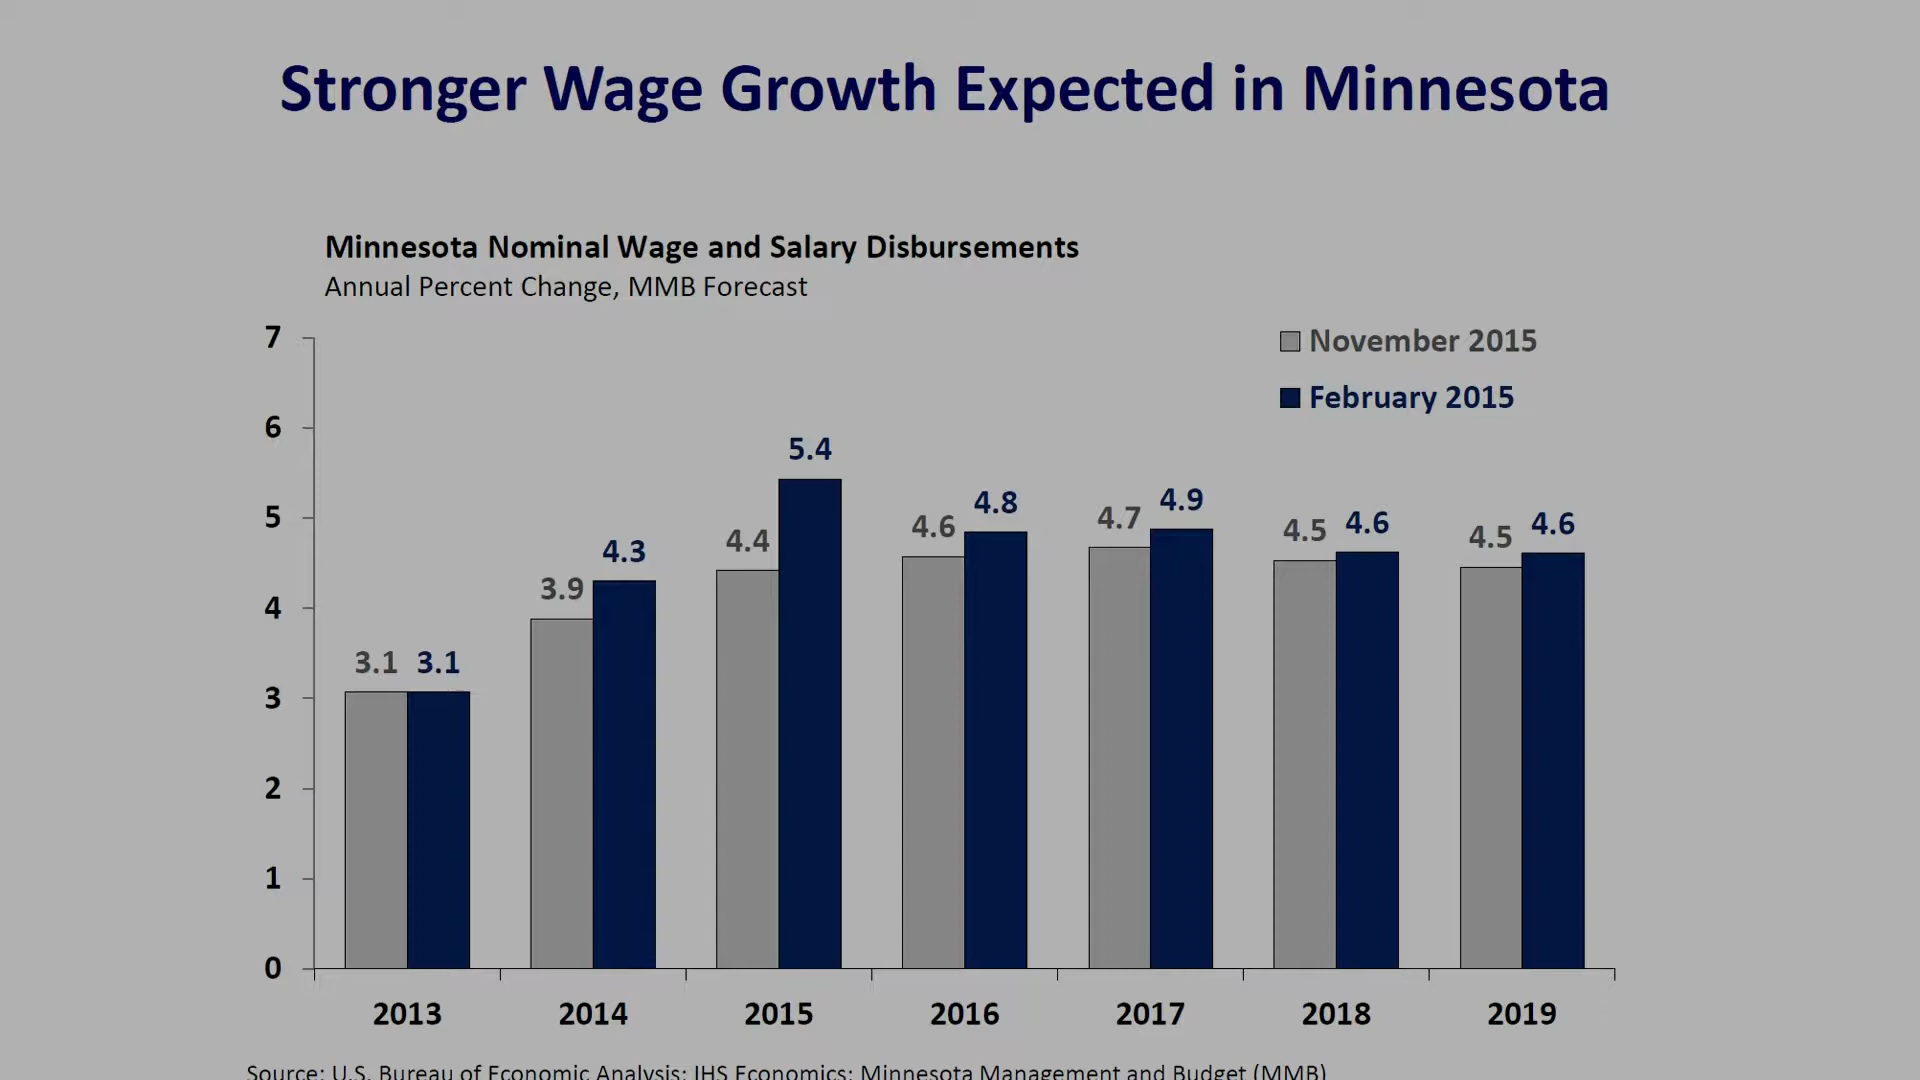 Stronger Wage Growth Expected in Minnesota
Minnesota Nominal Wage and Salary Disbursements
Annual Percent Change, MMB Forecast
November 2015
February 2015
7
6
5
4
3
2
1
0
3.1 3.1
3.9 4.3
4.4 5.4
4.6 4.8
4.7 4.9
4.5 4.6
4.5 4.6
2013 2014 2015 2016 2017 2018 2019
Source: U.S. Bureau of Economic Analysis; IHS Economics; Minnesota Management and Budget (MMB)